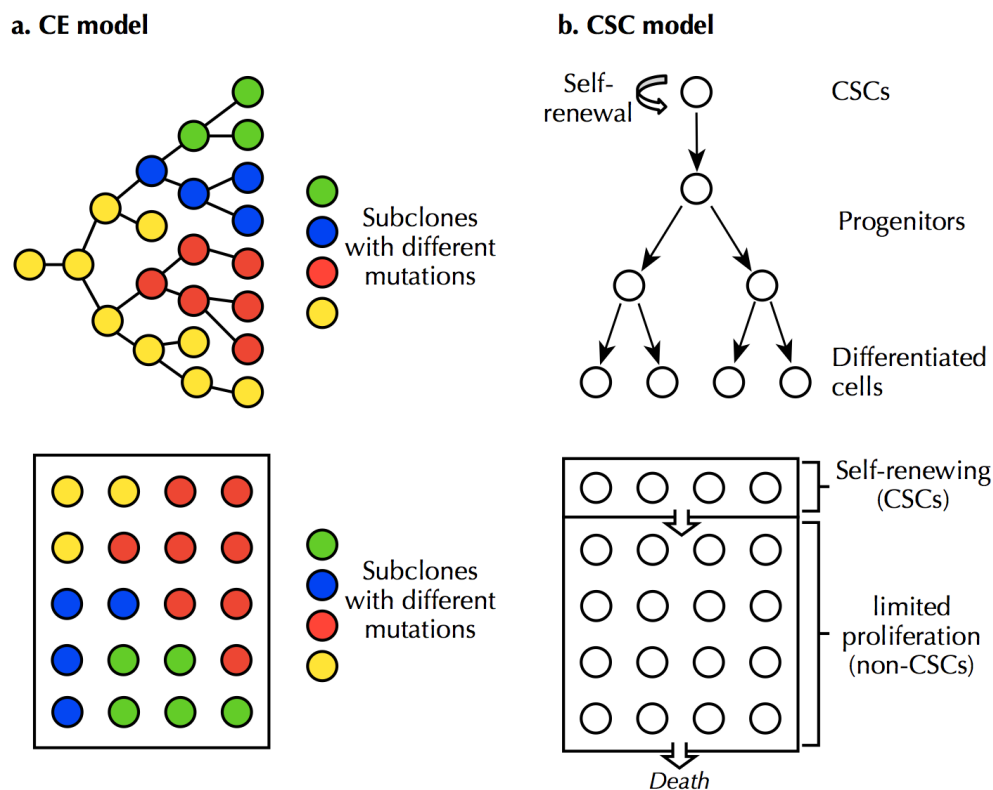 a. CE model
Subclones
with different
mutations
Subclones
with different
mutations
b. CSC model
Self-
renewal
CSCs
Progenitors
Differentiated
cells
Self-renewing
(CSCs)
limited
proliferation
(non-CSCs)
Death